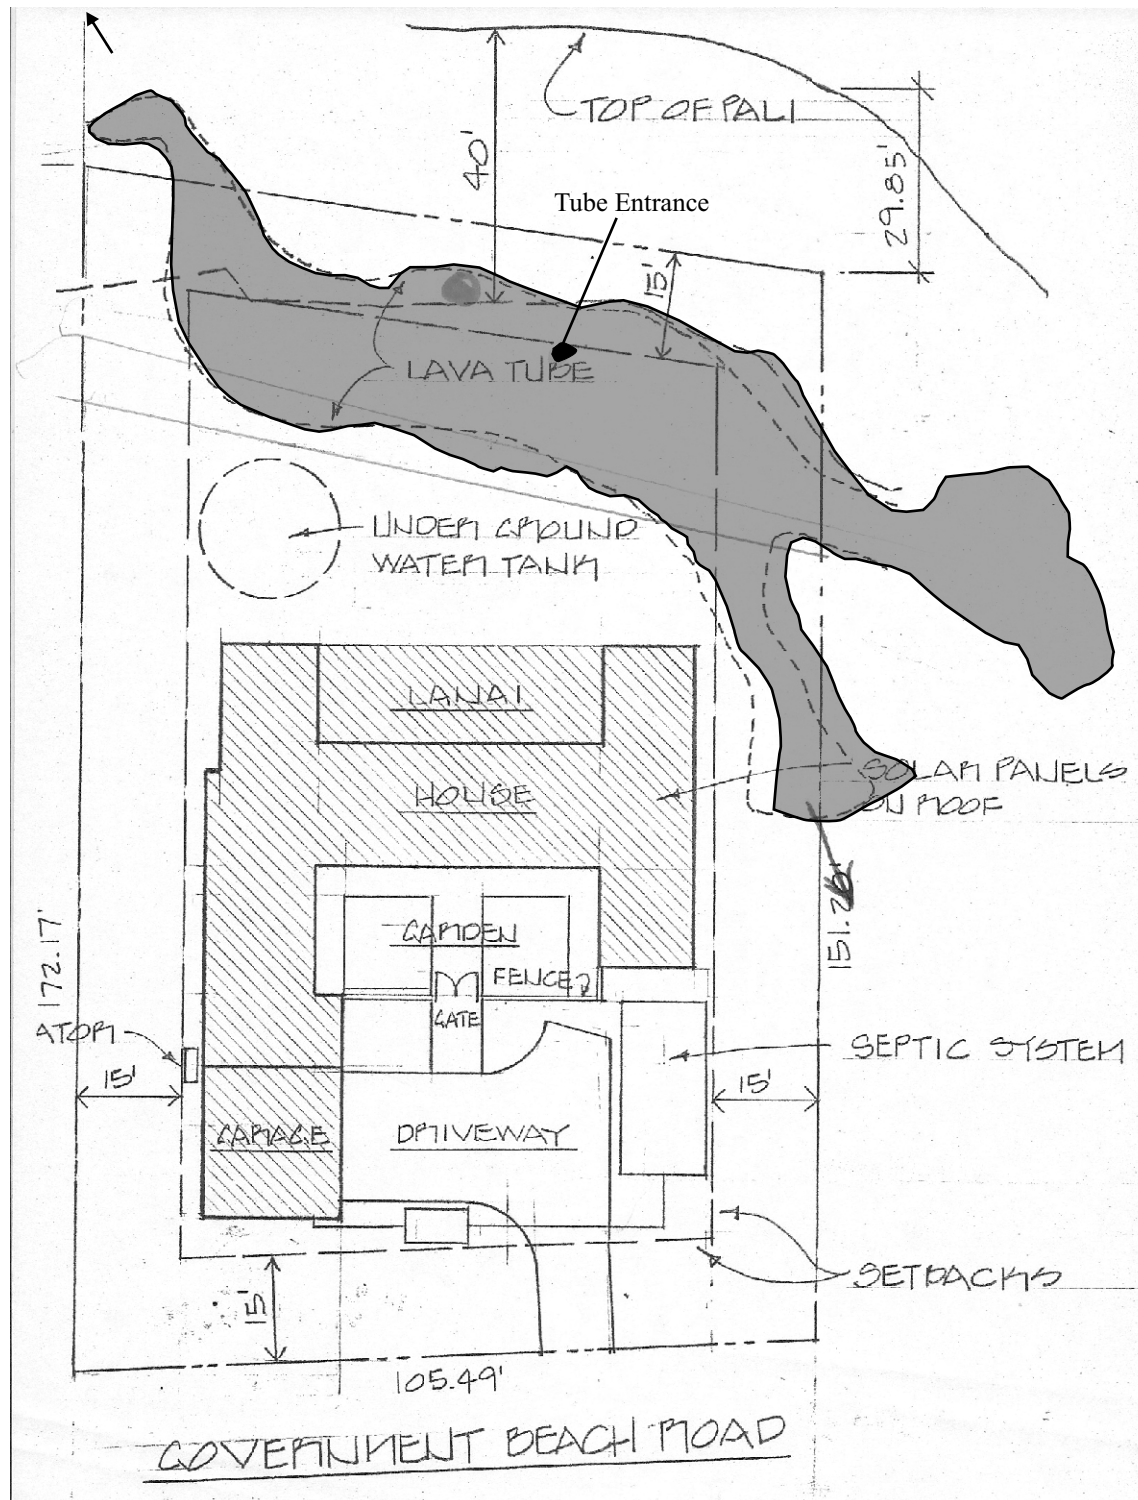 TOP OF PALI
40'
29.85'
Tube Entrance
15'
LAVA TUBE
UNDER GROUND
WATER TANK
LANAI
HOUSE
SOLAR PANELS
ON ROOF
172.17'
GARDEN
FENCE
GATE
ATOR
15'
SEPTIC SYSTEM
15'
GARAGE
DRIVEWAY
SETBACKS
15'
105.49'
GOVERNMENT BEACH ROAD